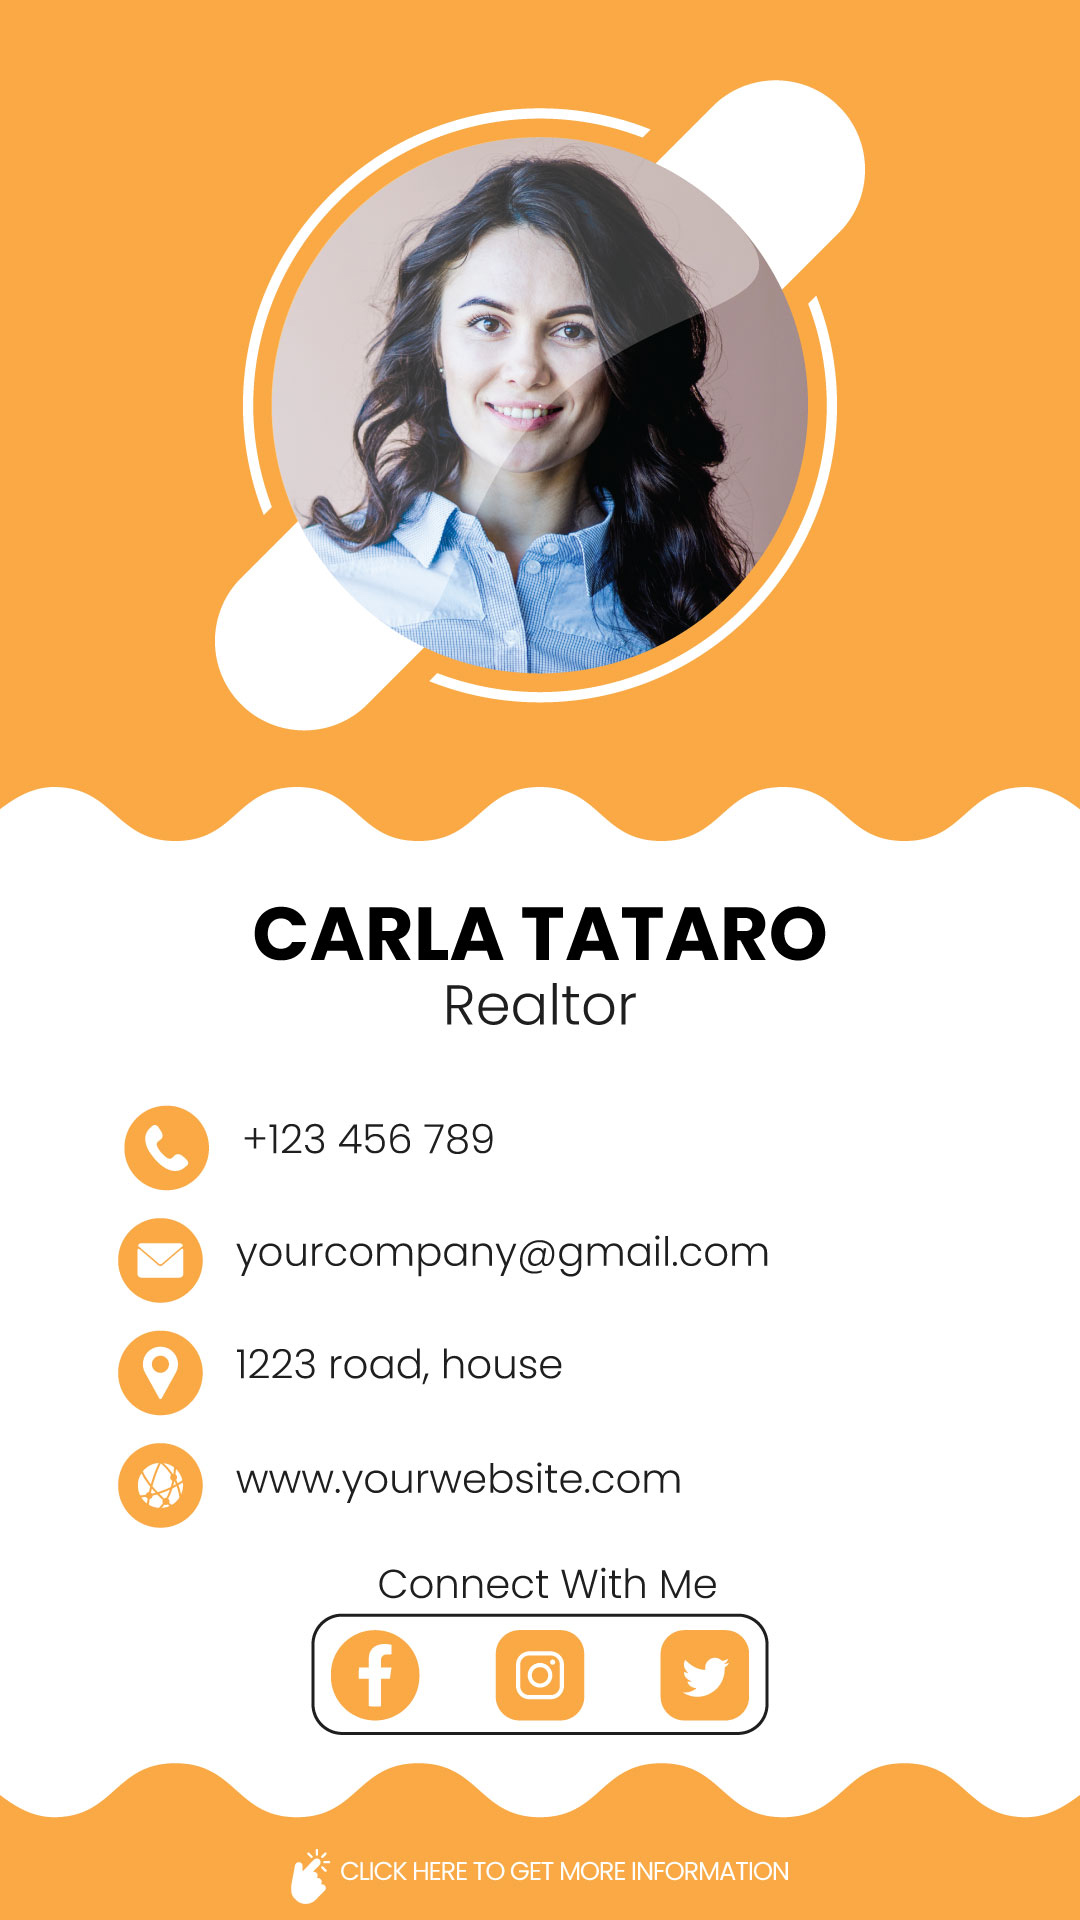 CARLA TATARO
Realtor
+123 456 789
yourcompany@gmail.com
1223 road, house
www.yourwebsite.com
Connect With Me
CLICK HERE TO GET MORE INFORMATION